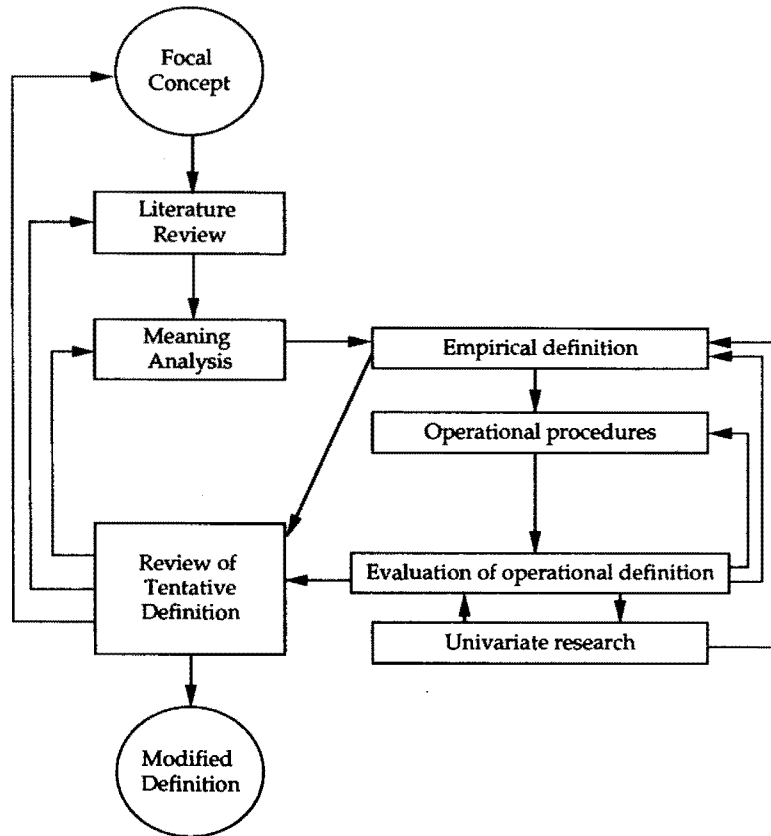 Focal
Concept
Literature
Review
Meaning
Analysis
Empirical definition
Operational procedures
Review of
Tentative
Definition
Evaluation of operational definition
Univariate research
Modified
Definition